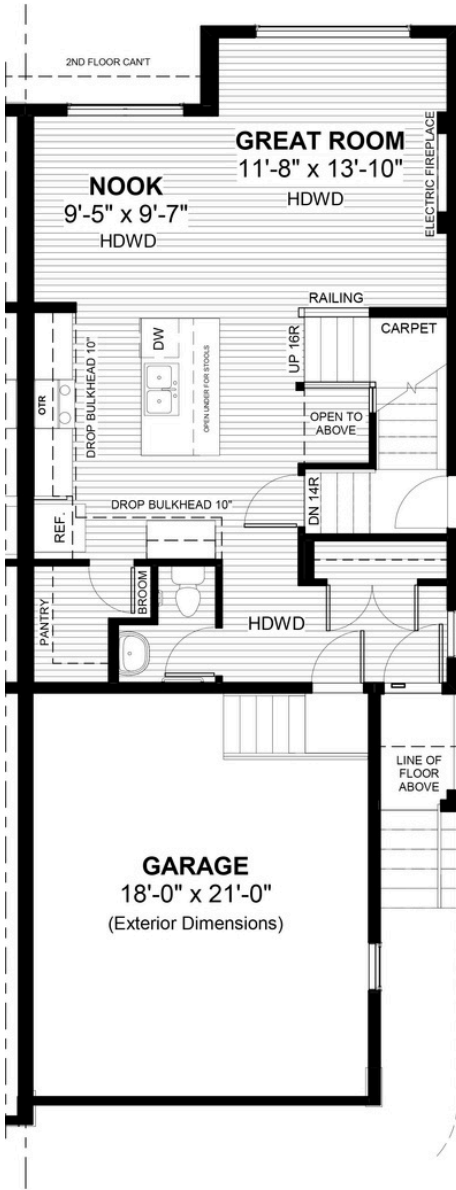 2ND FLOOR CAN'T
GREAT ROOM
11'-8" x 13'-10"
HDWD
ELECTRIC FIREPLACE
NOOK
9'-5" x 9'-7"
HDWD
RAILING
CARPET
UP 16R
DW
OPEN UNDER FOR STOOLS
DROP BULKHEAD 10"
OTR
OPEN TO
ABOVE
DROP BULKHEAD 10"
DN 14R
REF.
PANTRY
BROOM
HDWD
LINE OF
FLOOR
ABOVE
GARAGE
18'-0" x 21'-0"
(Exterior Dimensions)